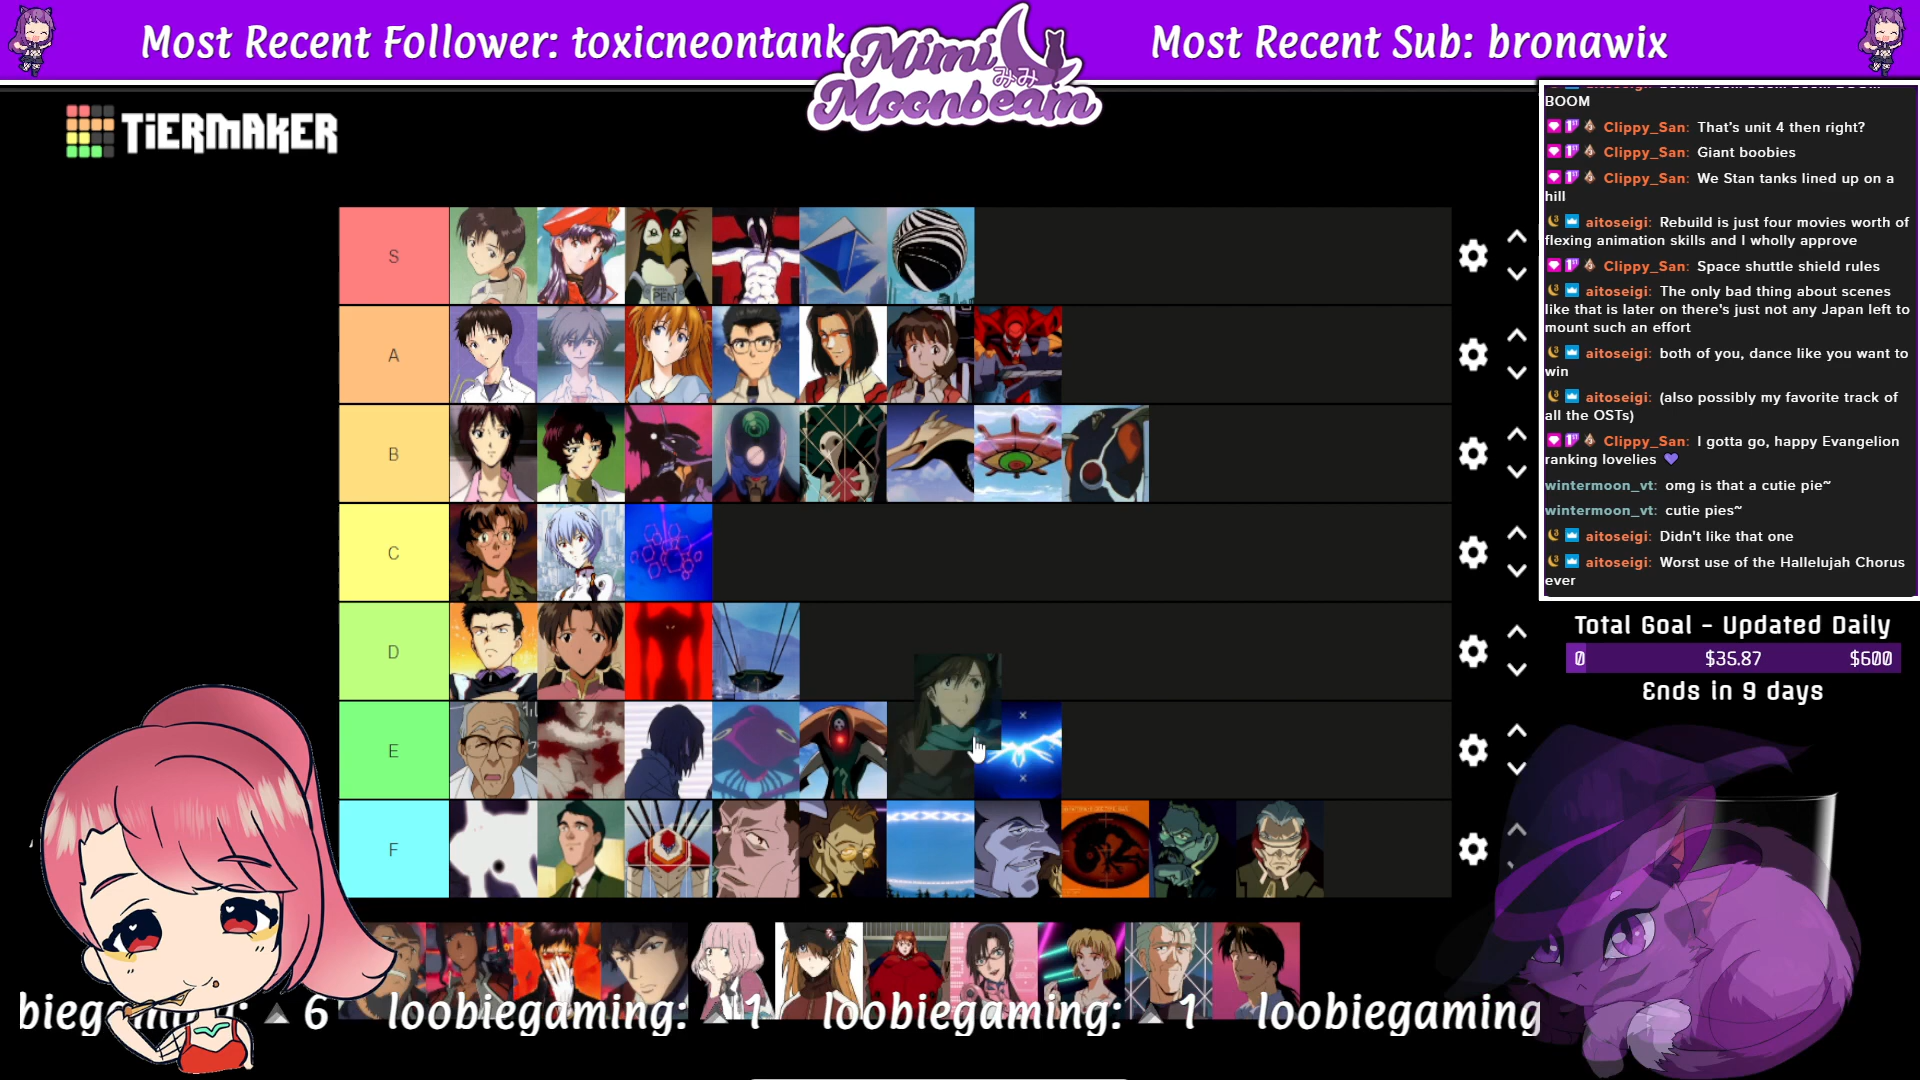 Most Recent Follower: toxicneontank
Mimi
みみ
Moonbeam
Most Recent Sub: bronawix
TiERMAKER
BOOM
Clippy_San: That's unit 4 then right?
Clippy_San: Giant boobies
Clippy_San: We Stan tanks lined up on a
hill
aitoseigi: Rebuild is just four movies worth of
flexing animation skills and I wholly approve
Clippy_San: Space shuttle shield rules
aitoseigi: The only bad thing about scenes
like that is later on there's just not any Japan left to
mount such an effort
aitoseigi: both of you, dance like you want to
win
aitoseigi: (also possibly my favorite track of
all the OSTs)
Clippy_San: I gotta go, happy Evangelion
ranking lovelies
wintermoon_vt: omg is that a cutie pie~
wintermoon_vt: cutie pies~
aitoseigi: Didn't like that one
aitoseigi: Worst use of the Hallelujah Chorus
ever
S
PEN
A
B
C
D
E
F
Total Goal - Updated Daily
0 $35.87 $600
Ends in 9 days
6 loobiegaming: 1 loobiegaming: 1 loobiegaming